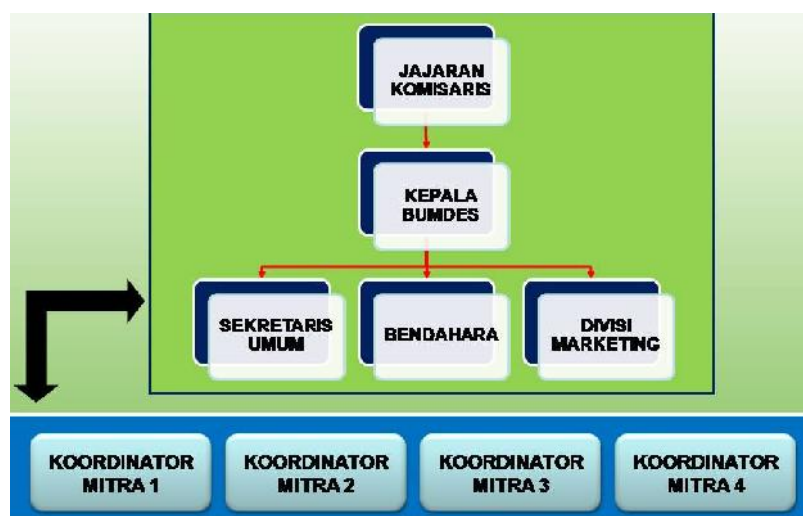 JAJARAN
KOMISARIS
KEPALA
BUMDES
SEKRETARIS
UMUM
BENDAHARA
DIVISI
MARKETING
KOORDINATOR
MITRA 1
KOORDINATOR
MITRA 2
KOORDINATOR
MITRA 3
KOORDINATOR
MITRA 4